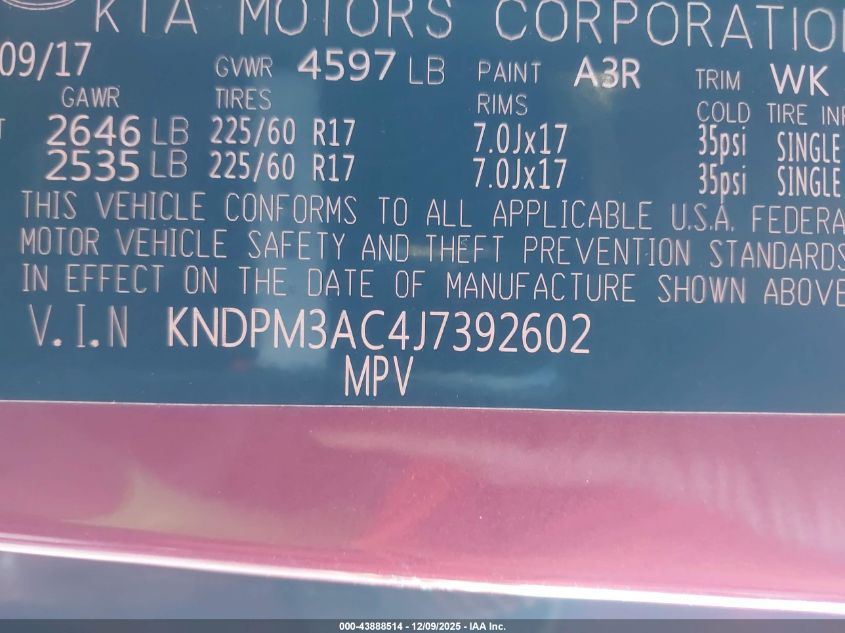 KIA MOTORS CORPORATION
09/17 GVWR 4597 LB PAINT A3R TRIM WK
GAWR TIRES RIMS COLD TIRE INF
T 2646 LB 225/60 R17 7.0Jx17 35psi SINGLE
2535 LB 225/60 R17 7.0Jx17 35psi SINGLE
THIS VEHICLE CONFORMS TO ALL APPLICABLE U.S.A. FEDERA
MOTOR VEHICLE SAFETY AND THEFT PREVENTION STANDARDS
IN EFFECT ON THE DATE OF MANUFACTURE SHOWN ABOVE
V.I.N KNDPM3AC4J7392602
MPV
000-43888514 - 12/09/2025 - IAA Inc.